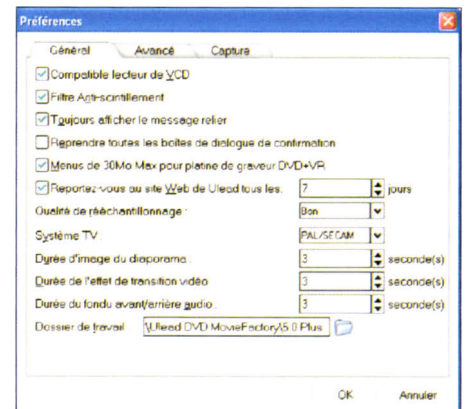 Préférences
Général Avancé Capture
Compatible lecteur de VCD
Filtre Anti-scintillement
Toujours afficher le message relier
Reprendre toutes les boîtes de dialogue de confirmation
Menus de 30Mo Max pour platine de graveur DVD+VR
Reportez-vous au site Web de Ulead tous les: 7 jours
Qualité de rééchantillonnage : Bon
Système TV : PAL/SECAM
Durée d'image du diaporama : 3 seconde(s)
Durée de l'effet de transition vidéo 3 seconde(s)
Durée du fondu avant/arrière audio : 3 seconde(s)
Dossier de travail \Ulead DVD MovieFactory\5.0 Plus
OK Annuler